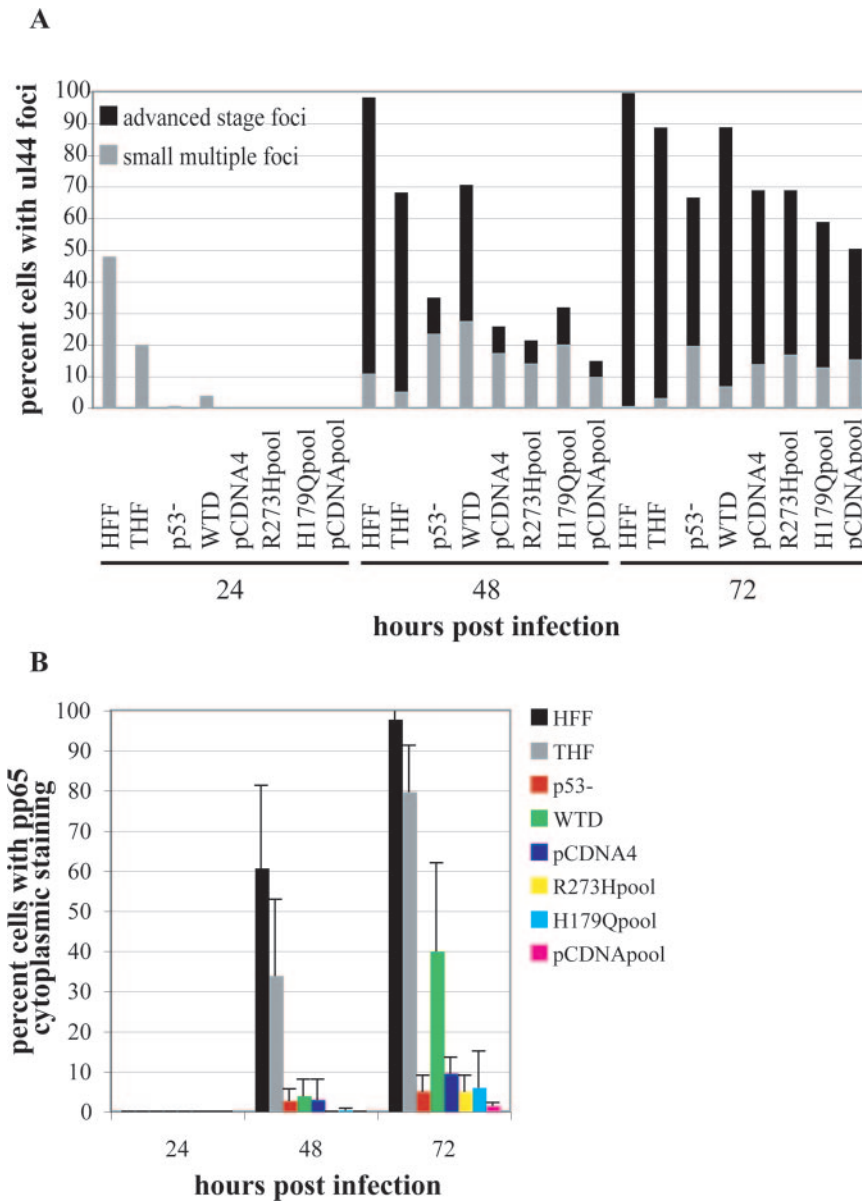 A
percent cells with ul44 foci
100
90
80
70
60
50
40
30
20
10
0
advanced stage foci
small multiple foci
HFF
THF
p53-
WTD
pCDNA4
R273Hpool
H179Qpool
pCDNApool
HFF
THF
p53-
WTD
pCDNA4
R273Hpool
H179Qpool
pCDNApool
HFF
THF
p53-
WTD
pCDNA4
R273Hpool
H179Qpool
pCDNApool
24
48
72
hours post infection
B
percent cells with pp65
cytoplasmic staining
100
90
80
70
60
50
40
30
20
10
0
24
48
72
hours post infection
HFF
THF
p53-
WTD
pCDNA4
R273Hpool
H179Qpool
pCDNApool